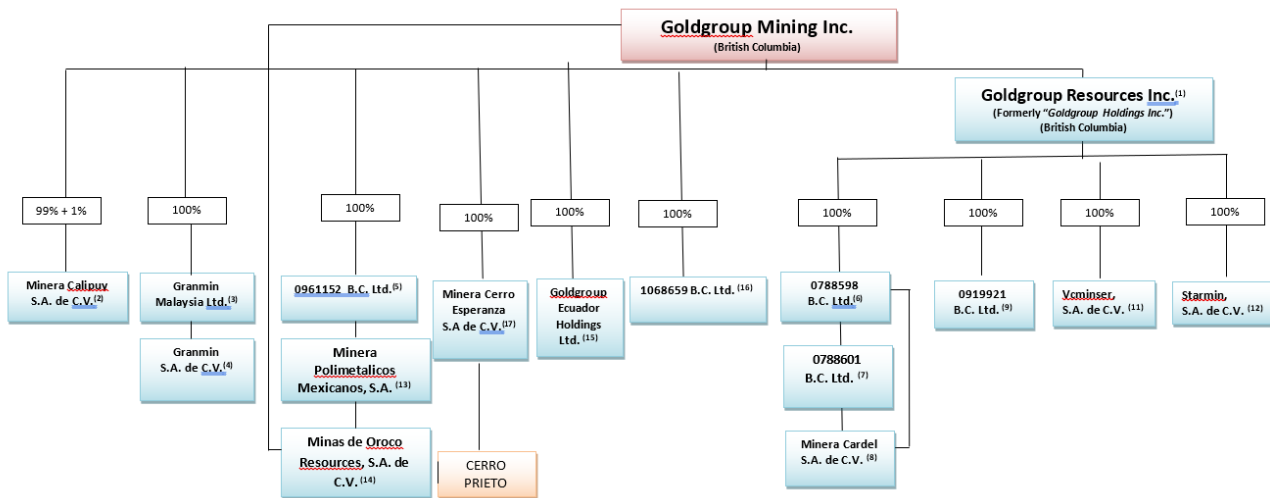 Goldgroup Mining Inc.
(British Columbia)
Goldgroup Resources Inc.(1)
(Formerly “Goldgroup Holdings Inc.”)
(British Columbia)
99% + 1%
100%
100%
100%
100%
100%
100%
100%
100%
100%
Minera Calipuy
S.A. de C.V.(2)
Granmin
Malaysia Ltd.(3)
Granmin
S.A. de C.V.(4)
0961152 B.C. Ltd.(5)
Minera
Polimetalicos
Mexicanos, S.A. (13)
Minas de Oroco
Resources, S.A. de
C.V. (14)
Minera Cerro
Esperanza
S.A de C.V.(17)
CERRO
PRIETO
Goldgroup
Ecuador
Holdings
Ltd. (15)
1068659 B.C. Ltd. (16)
0788598
B.C. Ltd.(6)
0788601
B.C. Ltd. (7)
Minera Cardel
S.A. de C.V. (8)
0919921
B.C. Ltd. (9)
Vcminser,
S.A. de C.V. (11)
Starmin,
S.A. de C.V. (12)